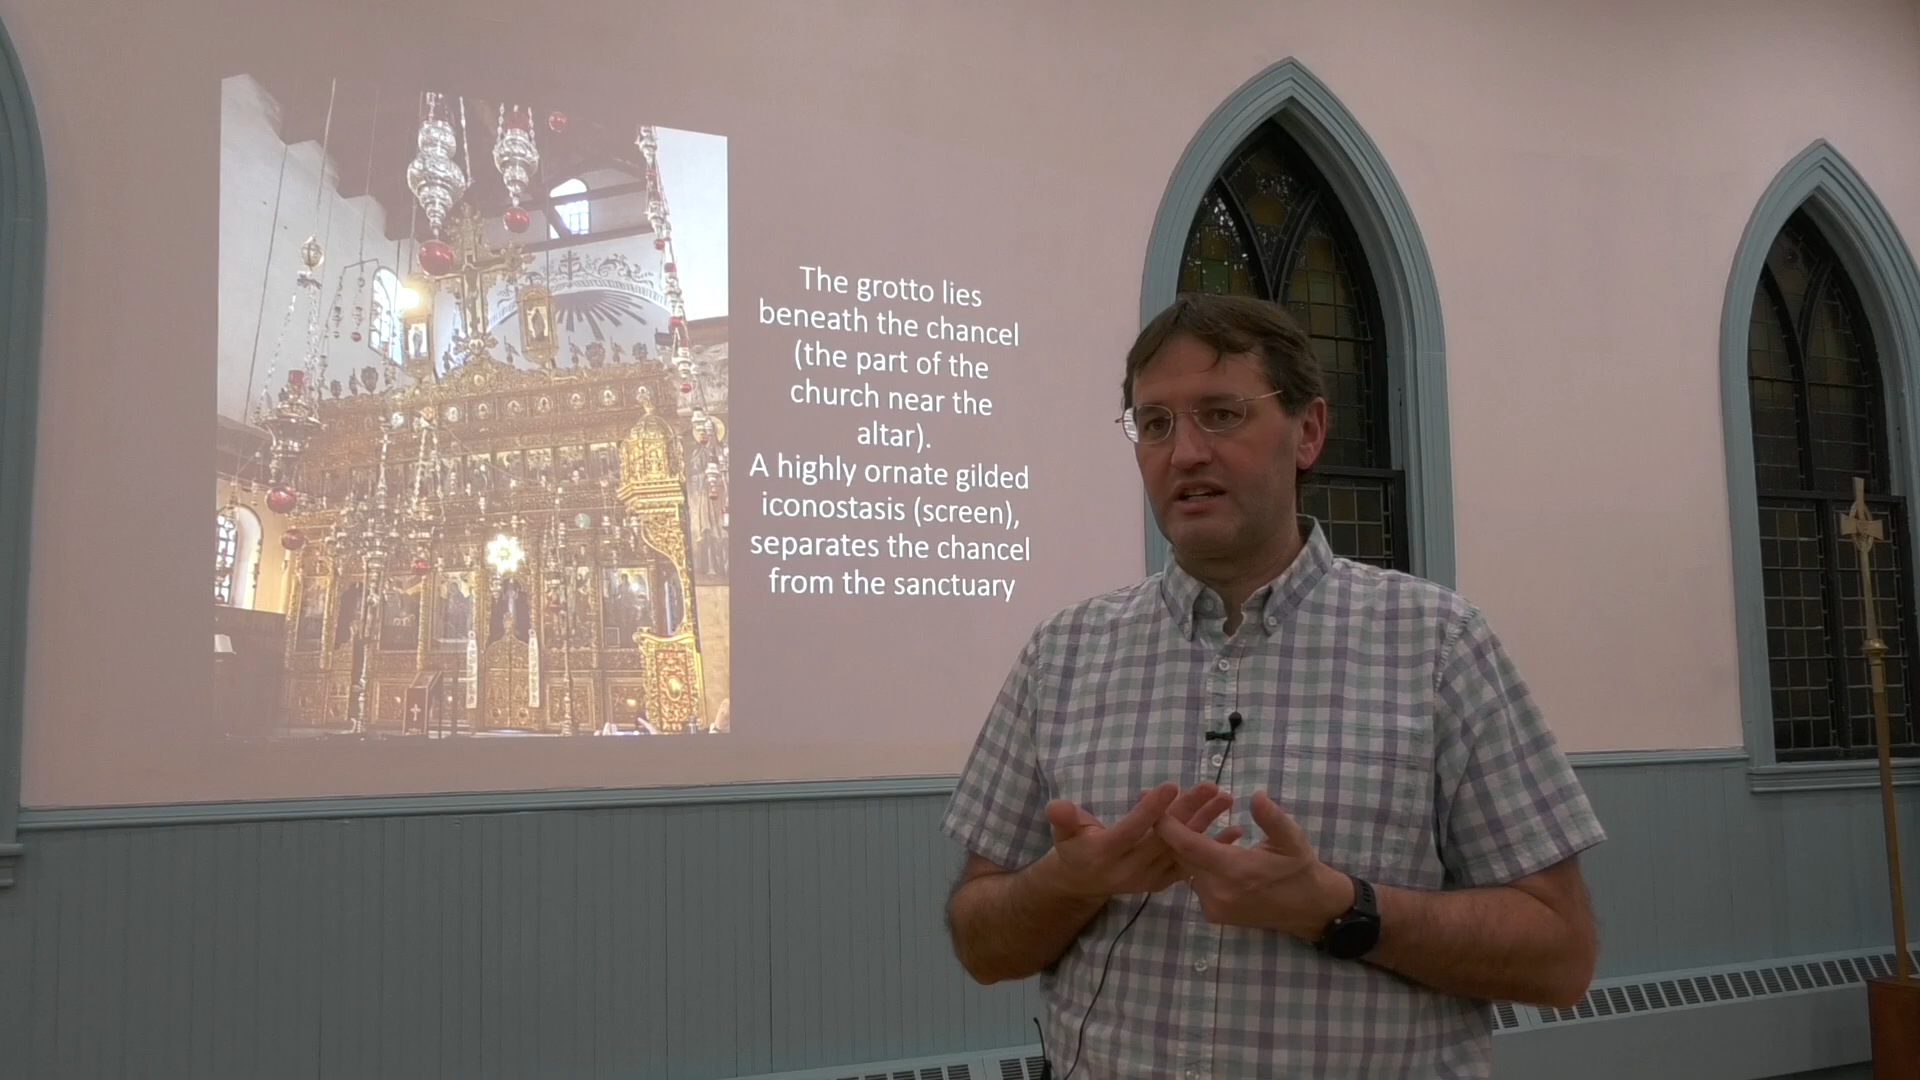 The grotto lies
beneath the chancel
(the part of the
church near the
altar).
A highly ornate gilded
iconostasis (screen),
separates the chancel
from the sanctuary